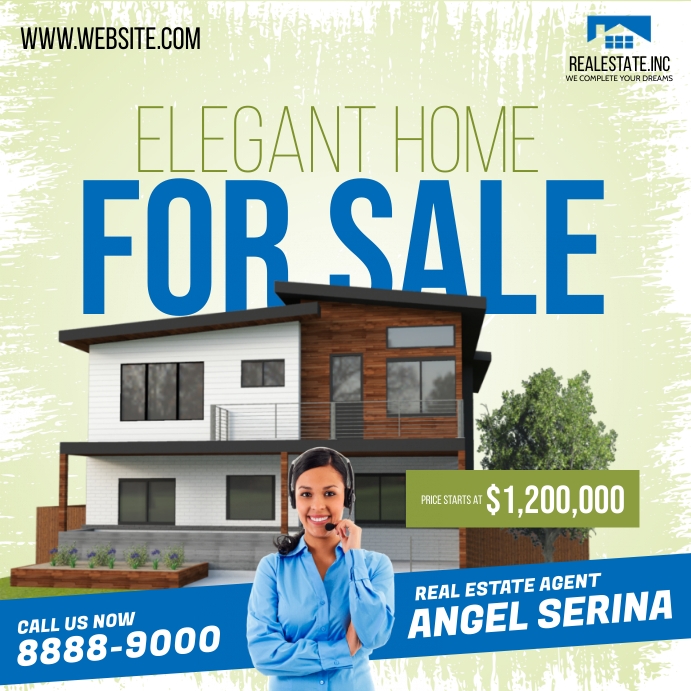 WWW.WEBSITE.COM
REALESTATE.INC
WE COMPLETE YOUR DREAMS
ELEGANT HOME
FOR SALE
PRICE STARTS AT $1,200,000
CALL US NOW
8888-9000
REAL ESTATE AGENT
ANGEL SERINA